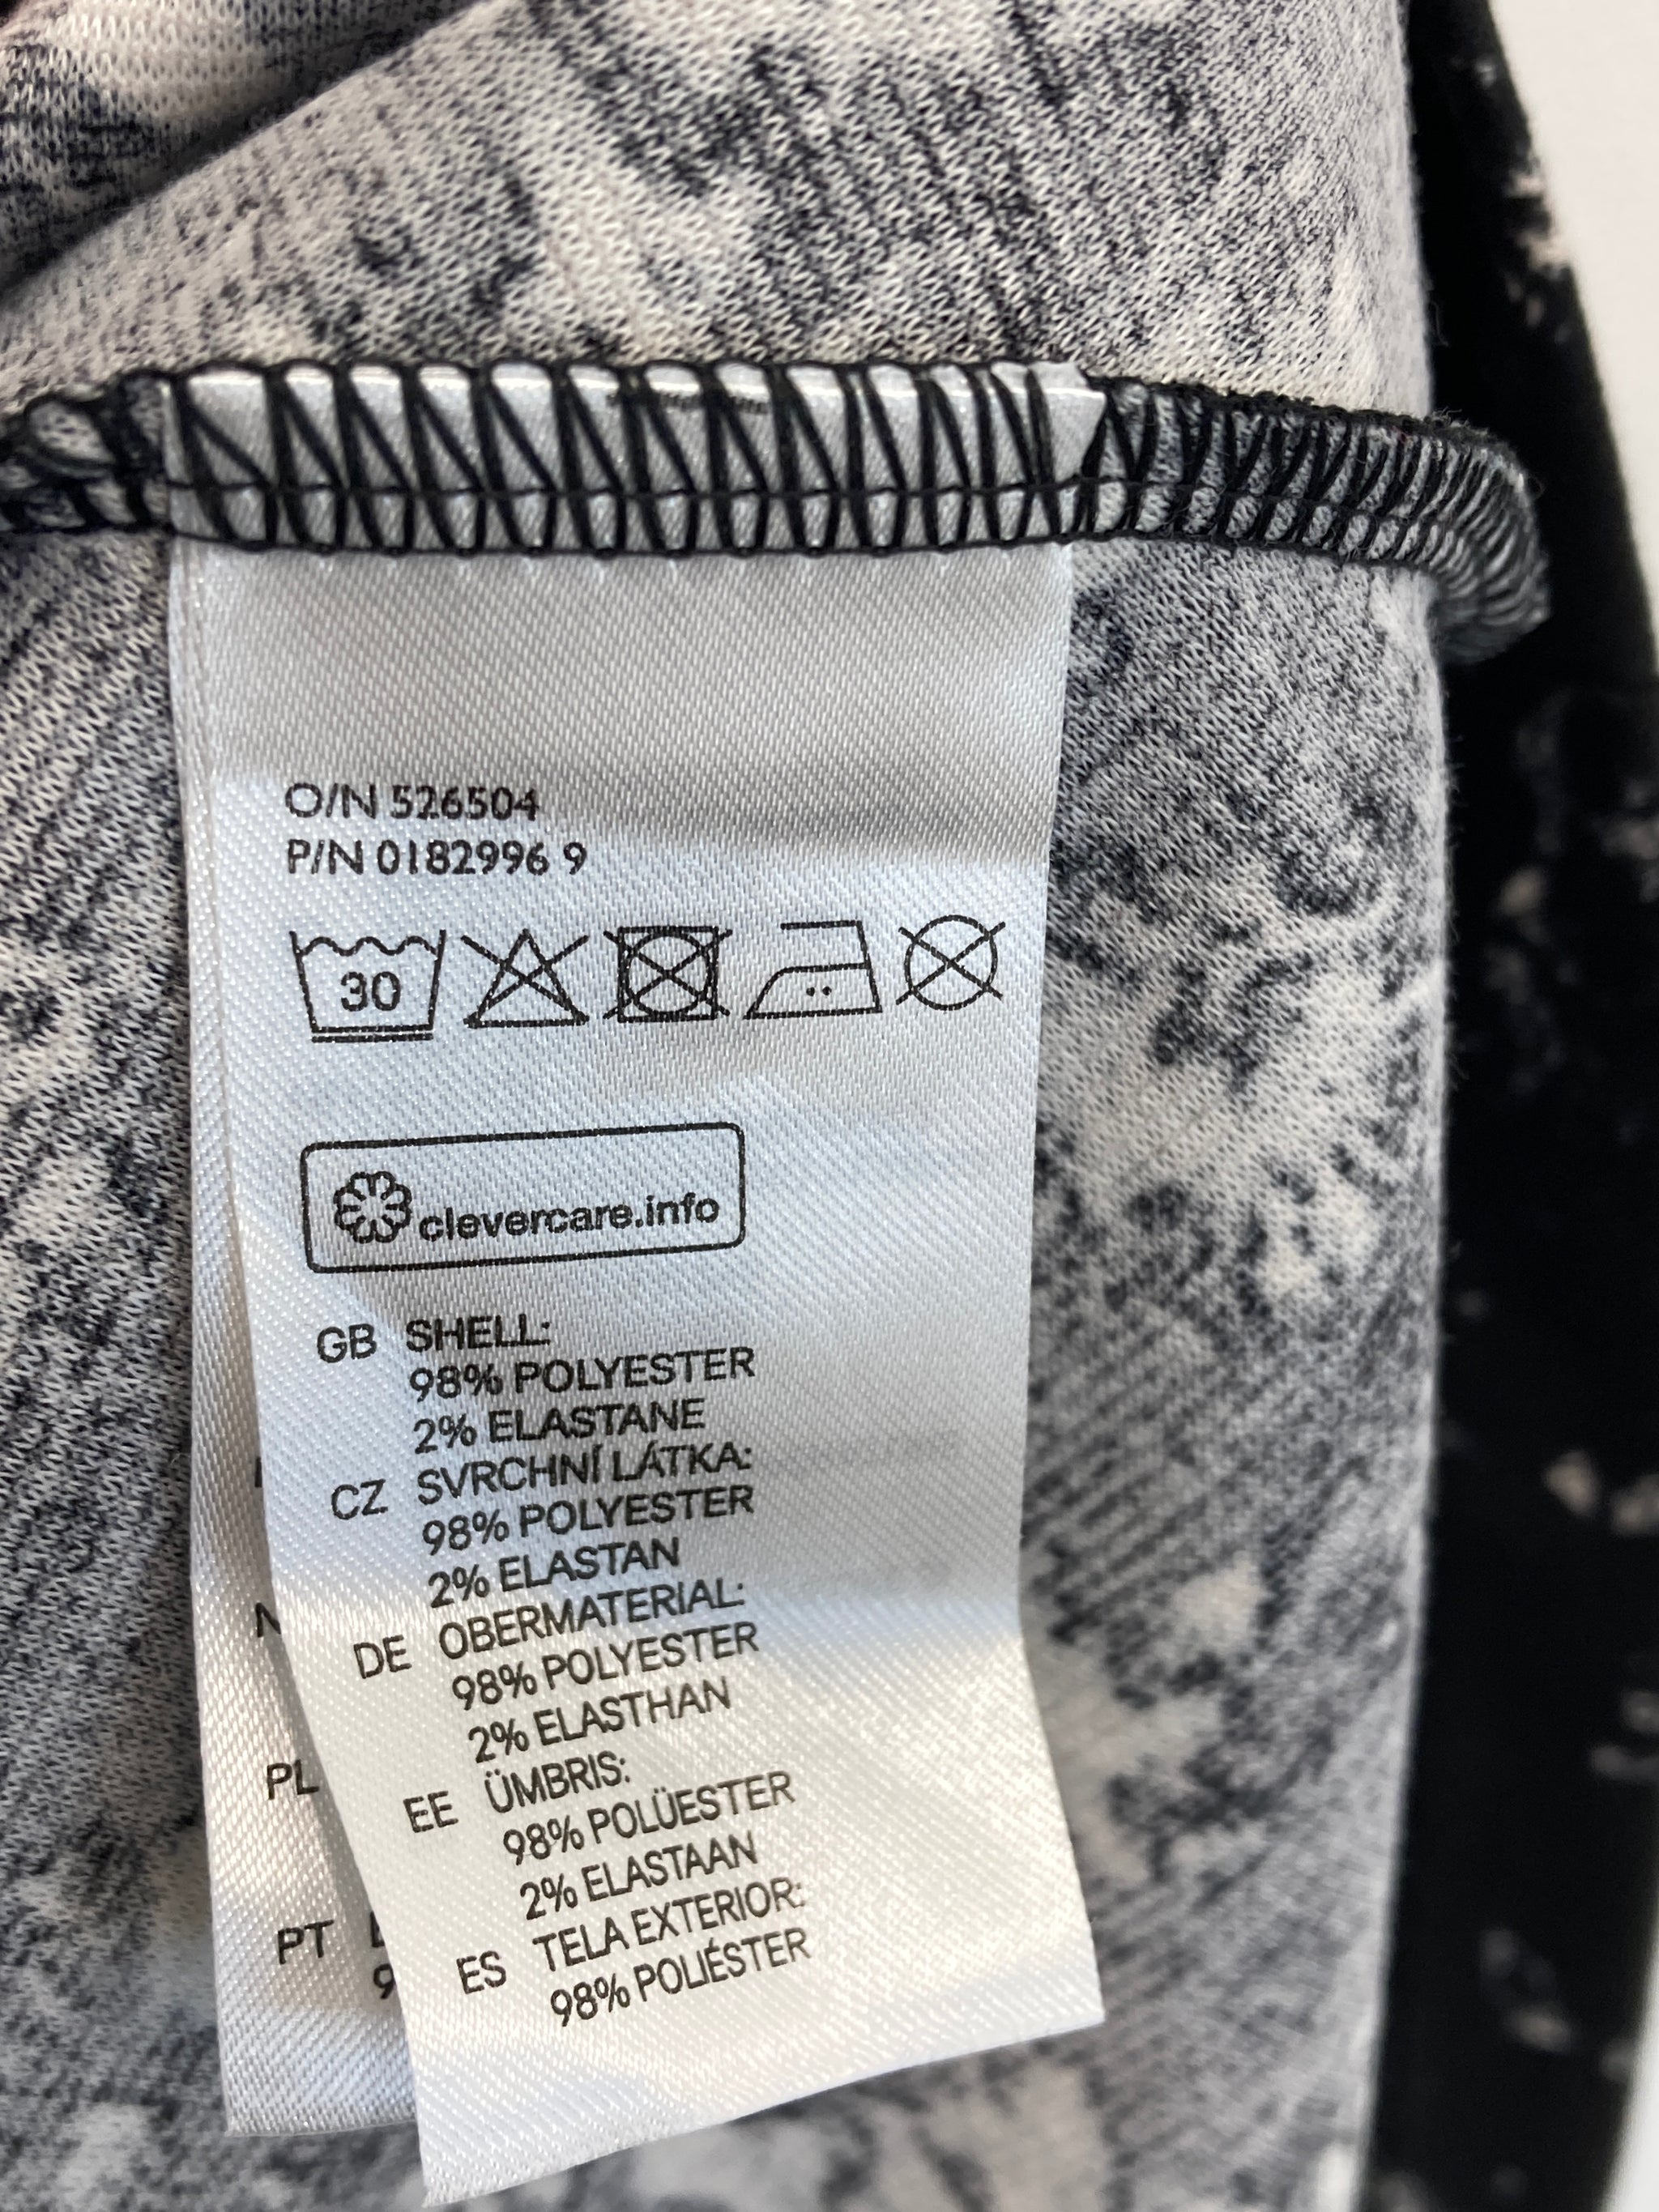 O/N 526504
P/N 0182996 9
30
clevercare.info
GB SHELL:
98% POLYESTER
2% ELASTANE
CZ SVRCHNÍ LÁTKA:
98% POLYESTER
2% ELASTAN
DE OBERMATERIAL:
98% POLYESTER
2% ELASTHAN
EE ÜMBRIS:
98% POLÜESTER
2% ELASTAAN
ES TELA EXTERIOR:
98% POLIÉSTER
PL
PT
9